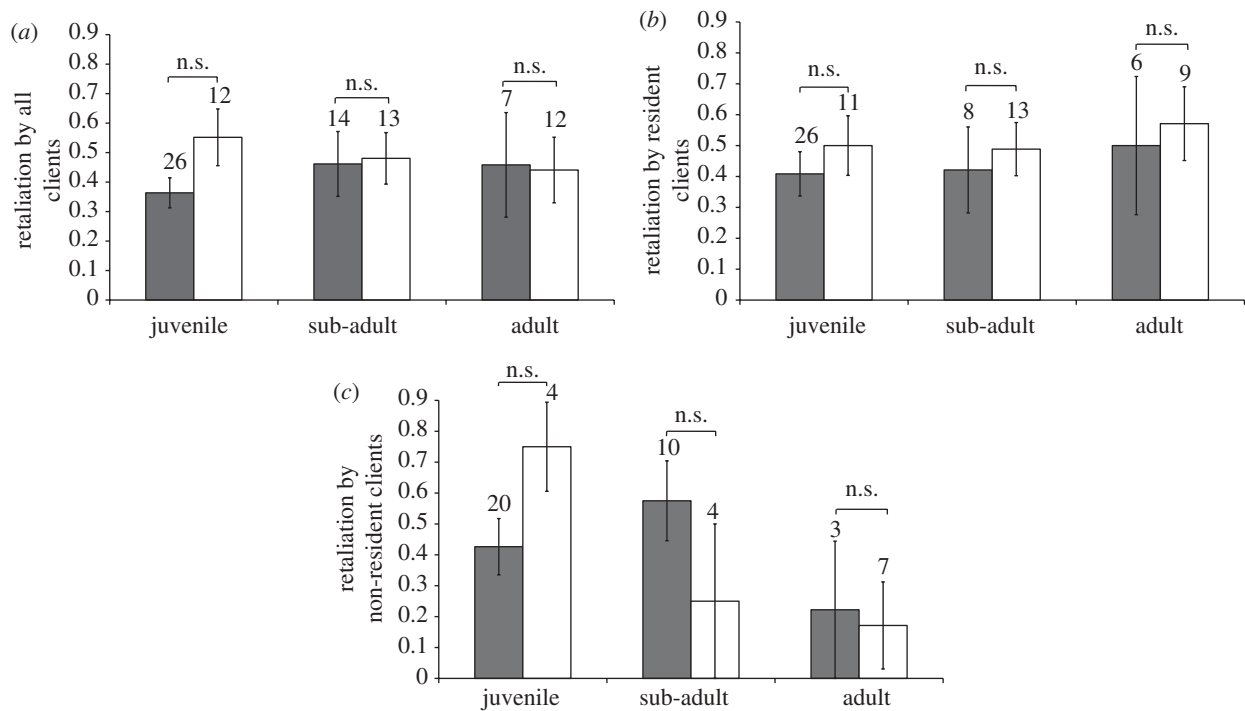 (a)
retaliation by all
clients
0.9
0.8
0.7
0.6
0.5
0.4
0.3
0.2
0.1
0
n.s.
26
12
n.s.
14
13
n.s.
7
12
juvenile
sub-adult
adult
(b)
retaliation by resident
clients
0.9
0.8
0.7
0.6
0.5
0.4
0.3
0.2
0.1
0
n.s.
26
11
n.s.
8
13
n.s.
6
9
juvenile
sub-adult
adult
(c)
retaliation by
non-resident clients
0.9
0.8
0.7
0.6
0.5
0.4
0.3
0.2
0.1
0
n.s.
20
4
n.s.
10
4
n.s.
3
7
juvenile
sub-adult
adult